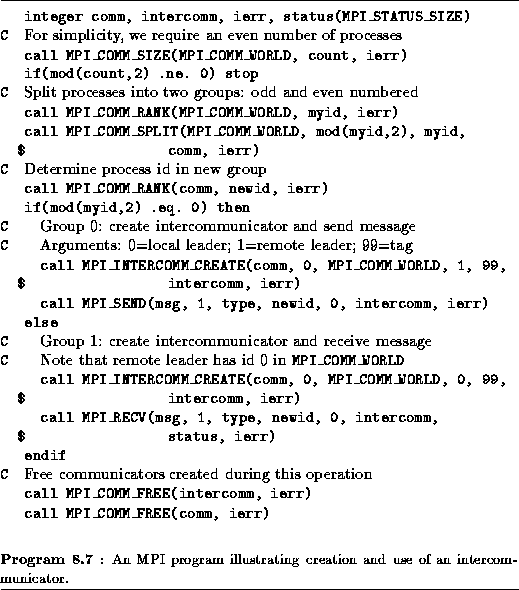 integer comm, intercomm, ierr, status(MPI_STATUS_SIZE)
C For simplicity, we require an even number of processes
call MPI_COMM_SIZE(MPI_COMM_WORLD, count, ierr)
if(mod(count,2) .ne. 0) stop
C Split processes into two groups: odd and even numbered
call MPI_COMM_RANK(MPI_COMM_WORLD, myid, ierr)
call MPI_COMM_SPLIT(MPI_COMM_WORLD, mod(myid,2), myid,
$ comm, ierr)
C Determine process id in new group
call MPI_COMM_RANK(comm, newid, ierr)
if(mod(myid,2) .eq. 0) then
C Group 0: create intercommunicator and send message
C Arguments: 0=local leader; 1=remote leader; 99=tag
call MPI_INTERCOMM_CREATE(comm, 0, MPI_COMM_WORLD, 1, 99,
$ intercomm, ierr)
call MPI_SEND(msg, 1, type, newid, 0, intercomm, ierr)
else
C Group 1: create intercommunicator and receive message
C Note that remote leader has id 0 in MPI_COMM_WORLD
call MPI_INTERCOMM_CREATE(comm, 0, MPI_COMM_WORLD, 0, 99,
$ intercomm, ierr)
call MPI_RECV(msg, 1, type, newid, 0, intercomm,
$ status, ierr)
endif
C Free communicators created during this operation
call MPI_COMM_FREE(intercomm, ierr)
call MPI_COMM_FREE(comm, ierr)
Program 8.7 : An MPI program illustrating creation and use of an intercom-
municator.